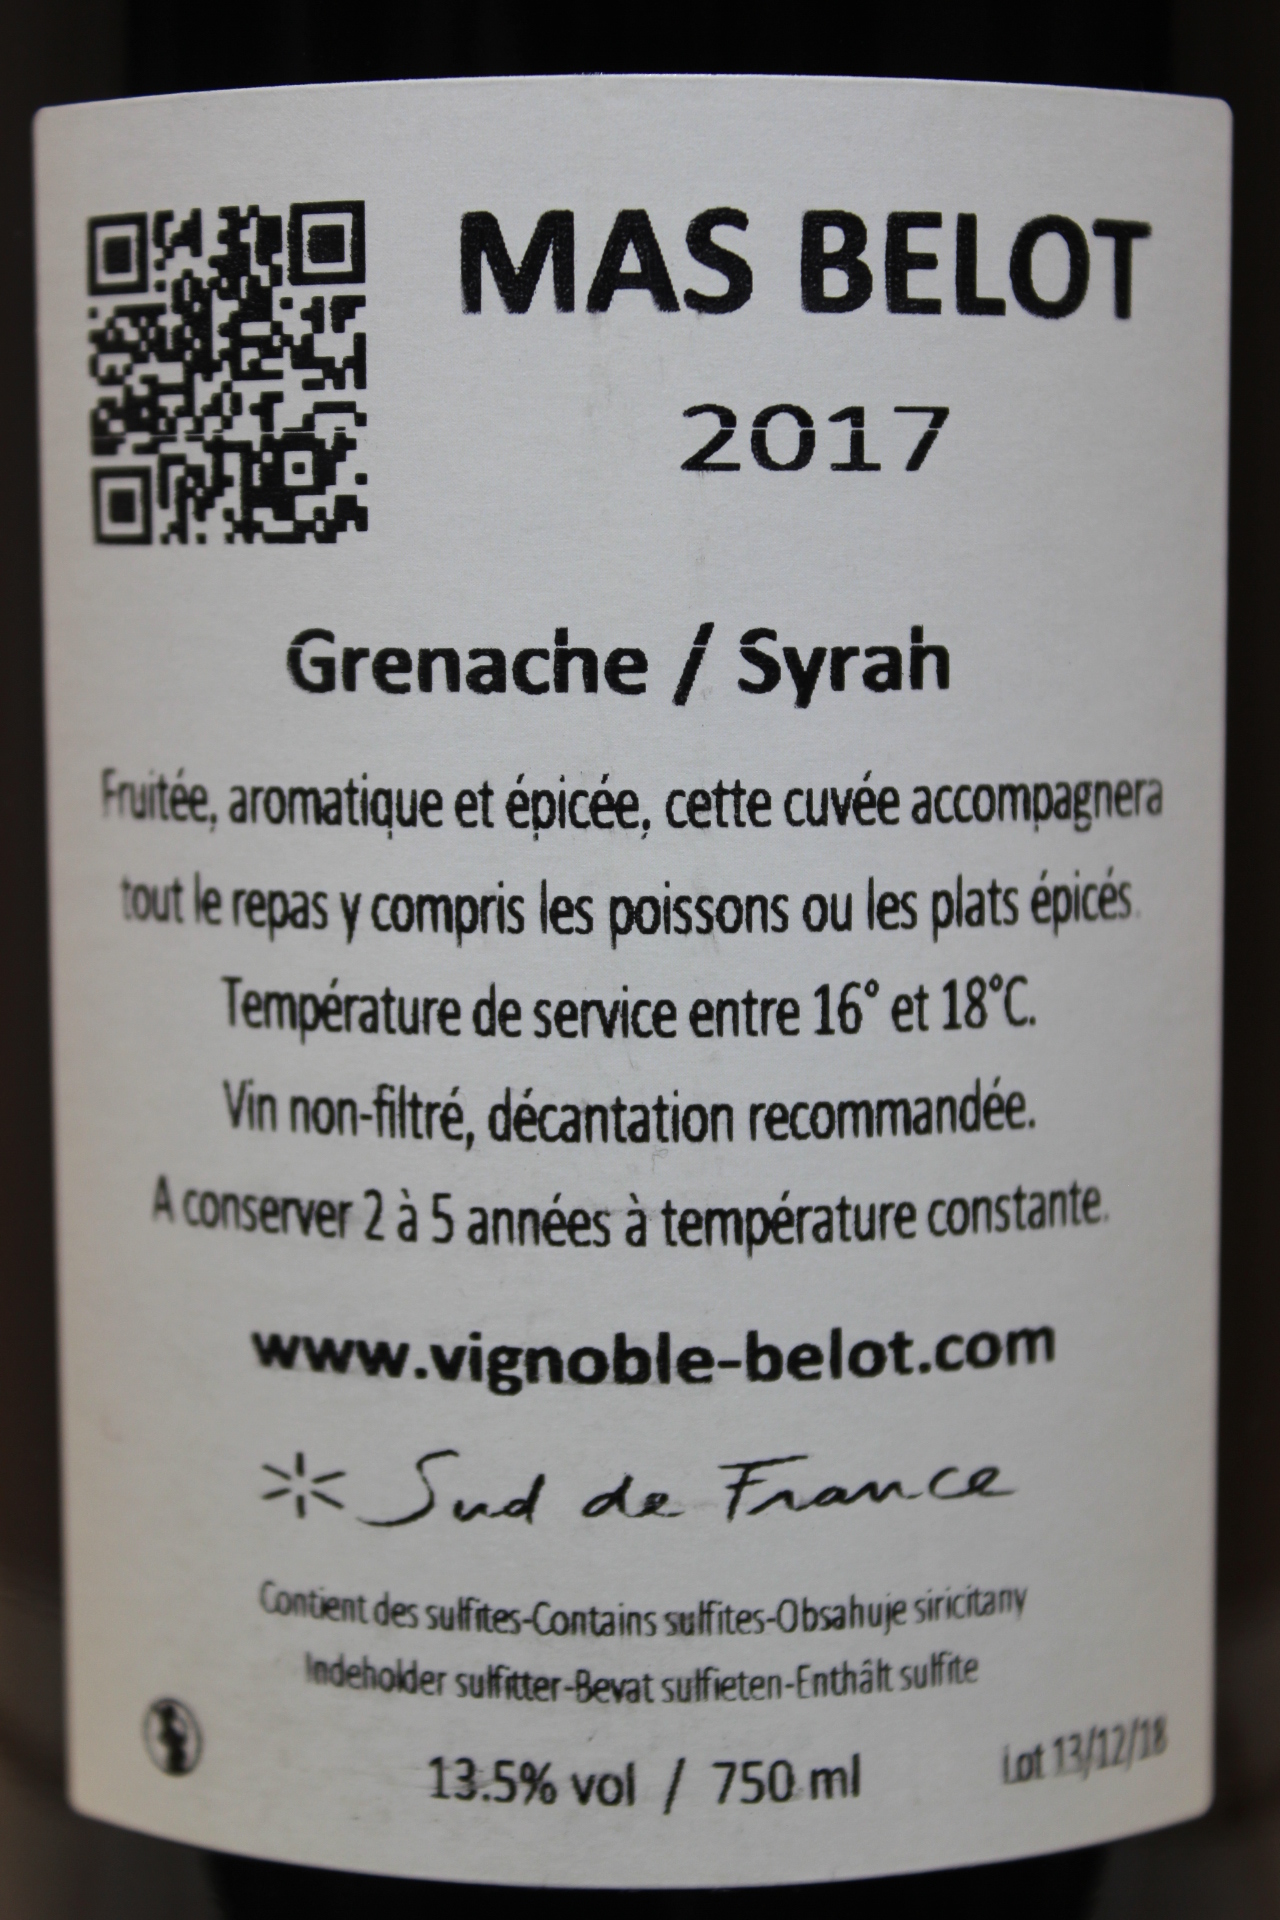 MAS BELOT
2017
Grenache / Syrah
Fruitée, aromatique et épicée, cette cuvée accompagnera
tout le repas y compris les poissons ou les plats épicés.
Température de service entre 16° et 18°C.
Vin non-filtré, décantation recommandée.
A conserver 2 à 5 années à température constante.
www.vignoble-belot.com
Sud de France
Contient des sulfites-Contains sulfites-Obsahuje siricitany
Indeholder sulfitter-Bevat sulfieten-Enthâlt sulfite
13.5% vol / 750 ml
Lot 13/12/18